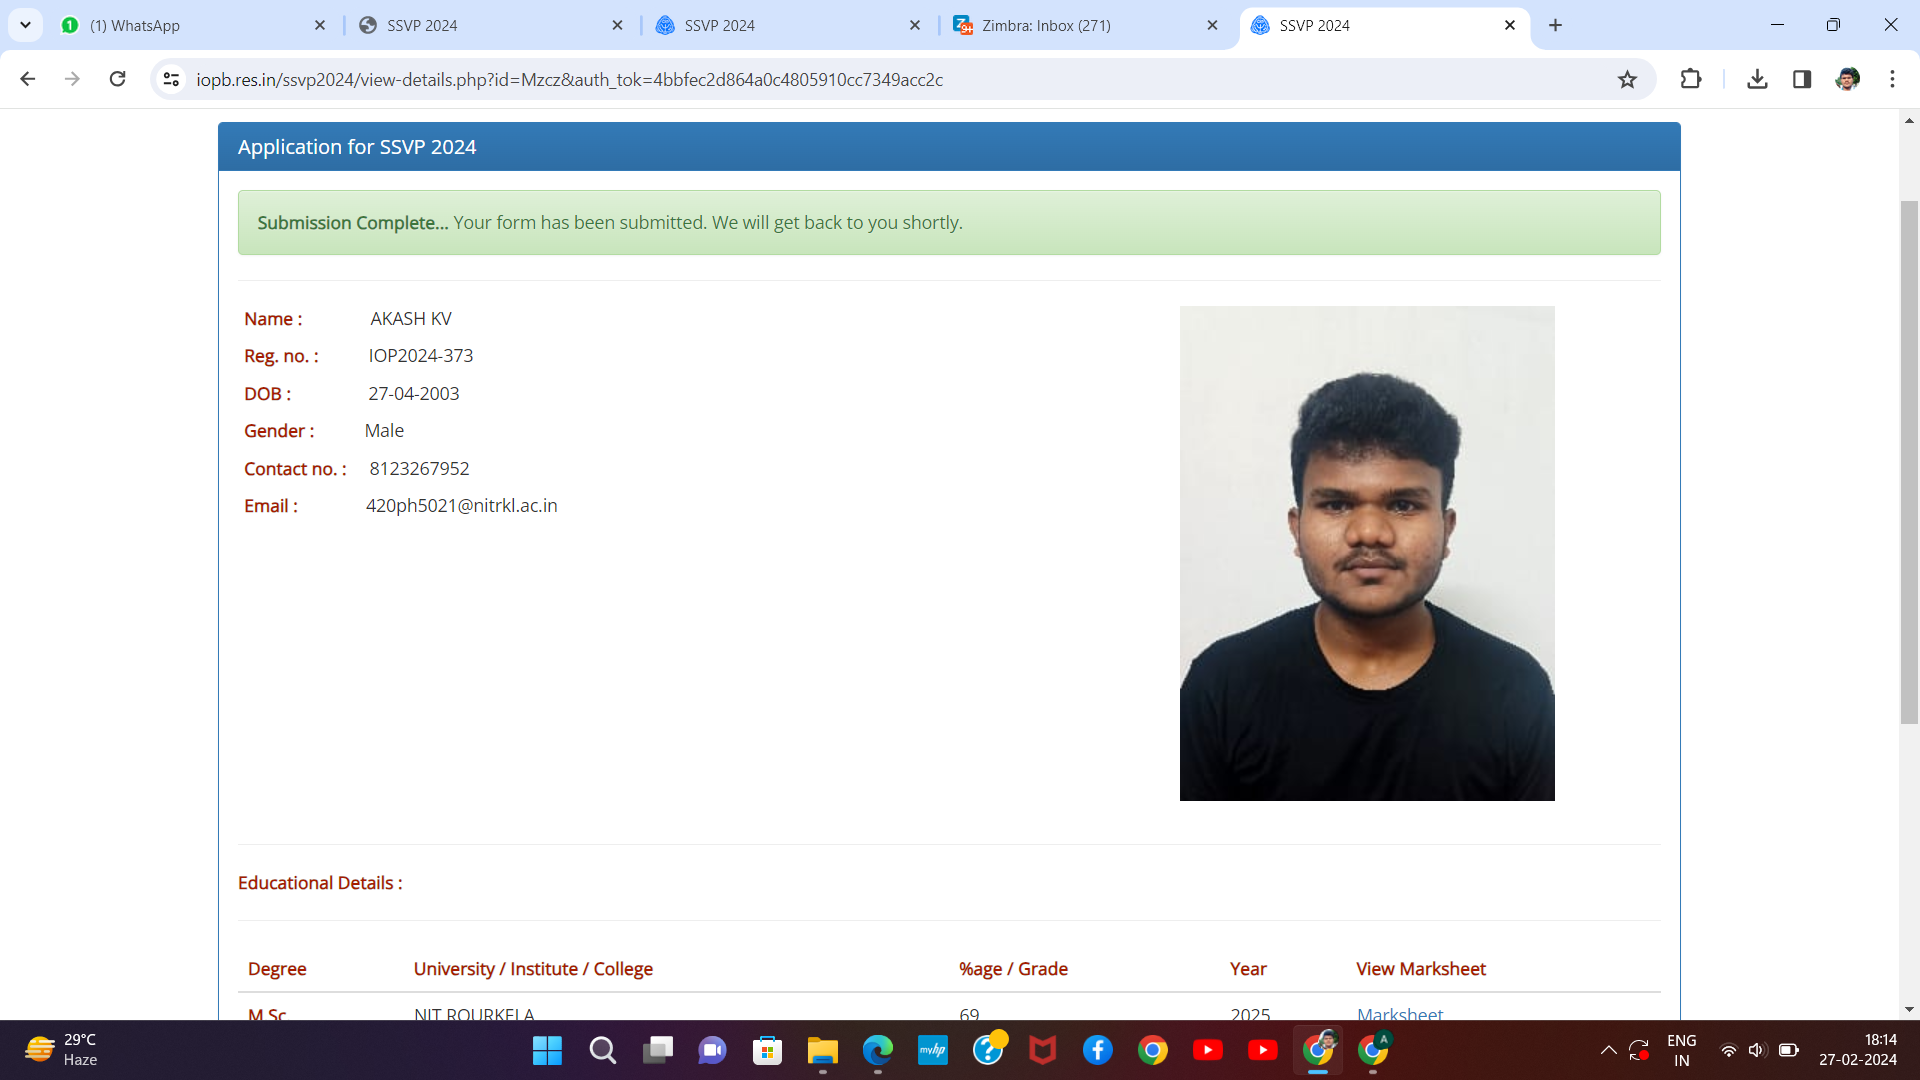 (1) WhatsApp
SSVP 2024
SSVP 2024
Zimbra: Inbox (271)
SSVP 2024
iopb.res.in/ssvp2024/view-details.php?id=Mzcz&auth_tok=4bbfec2d864a0c4805910cc7349acc2c
Application for SSVP 2024
Submission Complete... Your form has been submitted. We will get back to you shortly.
Name : AKASH KV
Reg. no. : IOP2024-373
DOB : 27-04-2003
Gender : Male
Contact no. : 8123267952
Email : 420ph5021@nitrkl.ac.in
Educational Details :
Degree University / Institute / College %age / Grade Year View Marksheet
M.Sc NIT ROURKELA 69 2025 Marksheet
29°C
Haze
myhp
A
ENG
IN
18:14
27-02-2024